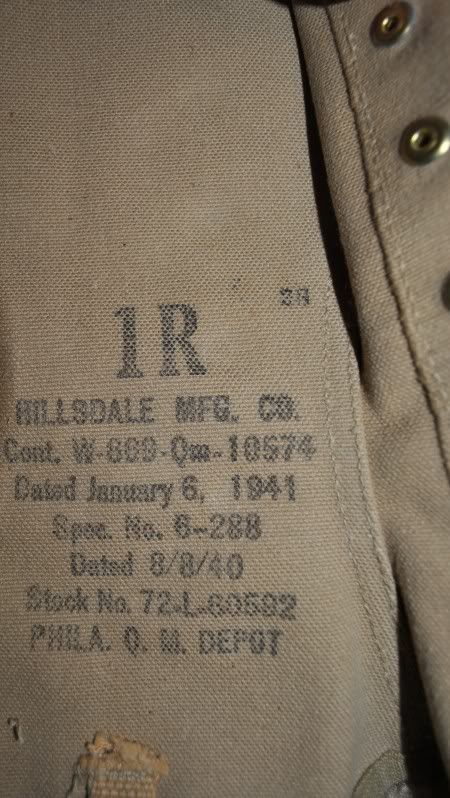 3R
1R
HILLSDALE MFG. CO.
Cont. W-669-Qm-10574
Dated January 6, 1941
Spec. No. 6-288
Dated 8/8/40
Stock No. 72-L-60592
PHILA. Q. M. DEPOT